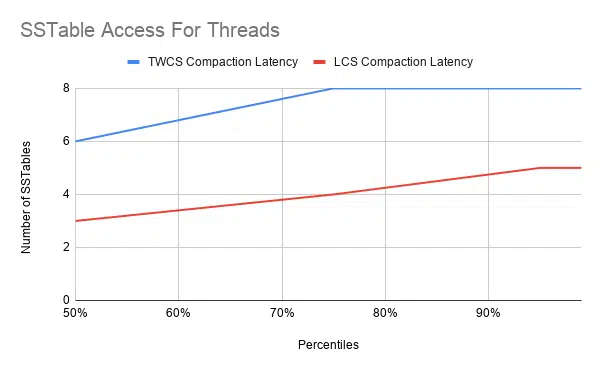 SSTable Access For Threads
TWCS Compaction Latency LCS Compaction Latency
Number of SSTables
8
6
4
2
0
50% 60% 70% 80% 90%
Percentiles